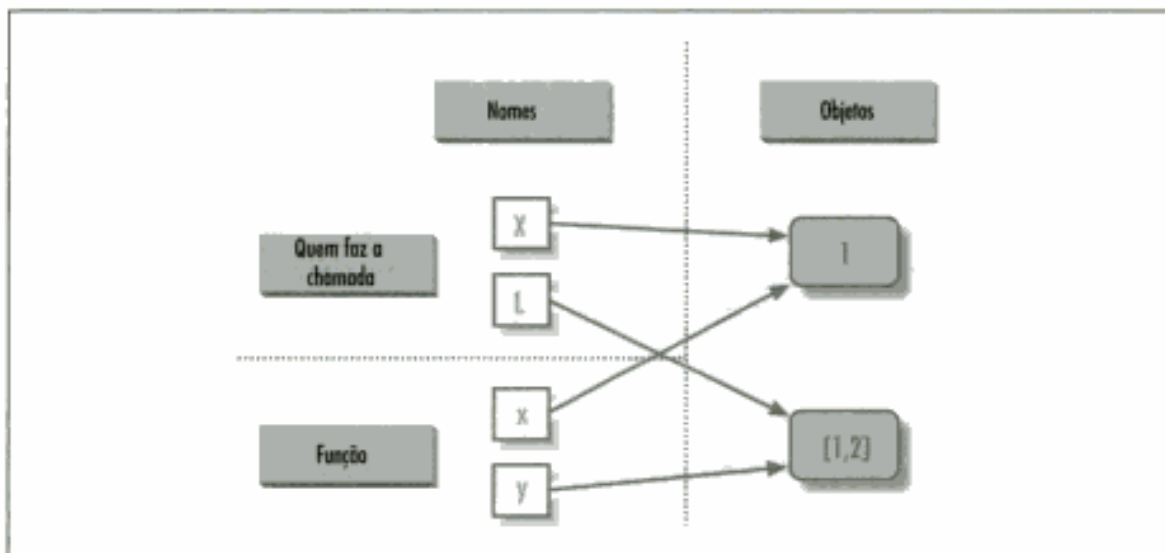 Nomes
Objetos
Quem faz a
chamada
X
1
L
x
Função
[1,2]
y